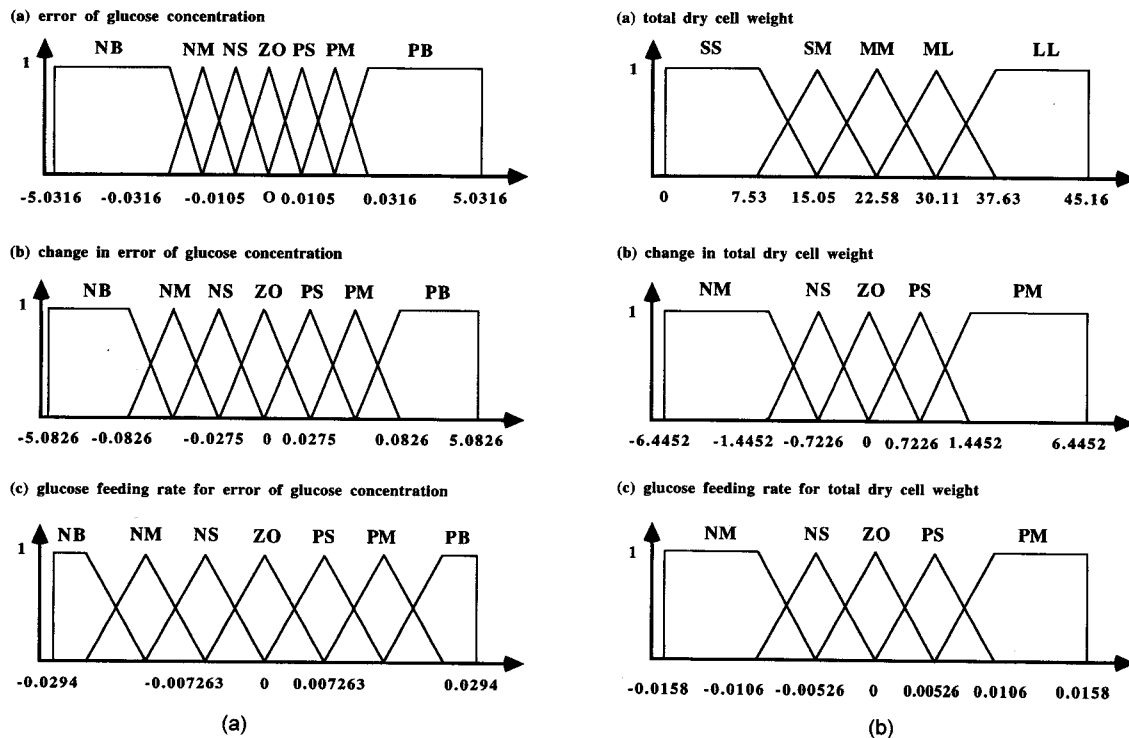 (a) error of glucose concentration
NB NM NS ZO PS PM PB
1
-5.0316 -0.0316 -0.0105 O 0.0105 0.0316 5.0316
(b) change in error of glucose concentration
NB NM NS ZO PS PM PB
1
-5.0826 -0.0826 -0.0275 0 0.0275 0.0826 5.0826
(c) glucose feeding rate for error of glucose concentration
NB NM NS ZO PS PM PB
1
-0.0294 -0.007263 0 0.007263 0.0294
(a)
(a) total dry cell weight
SS SM MM ML LL
1
0 7.53 15.05 22.58 30.11 37.63 45.16
(b) change in total dry cell weight
NM NS ZO PS PM
1
-6.4452 -1.4452 -0.7226 0 0.7226 1.4452 6.4452
(c) glucose feeding rate for total dry cell weight
NM NS ZO PS PM
1
-0.0158 -0.0106 -0.00526 0 0.00526 0.0106 0.0158
(b)